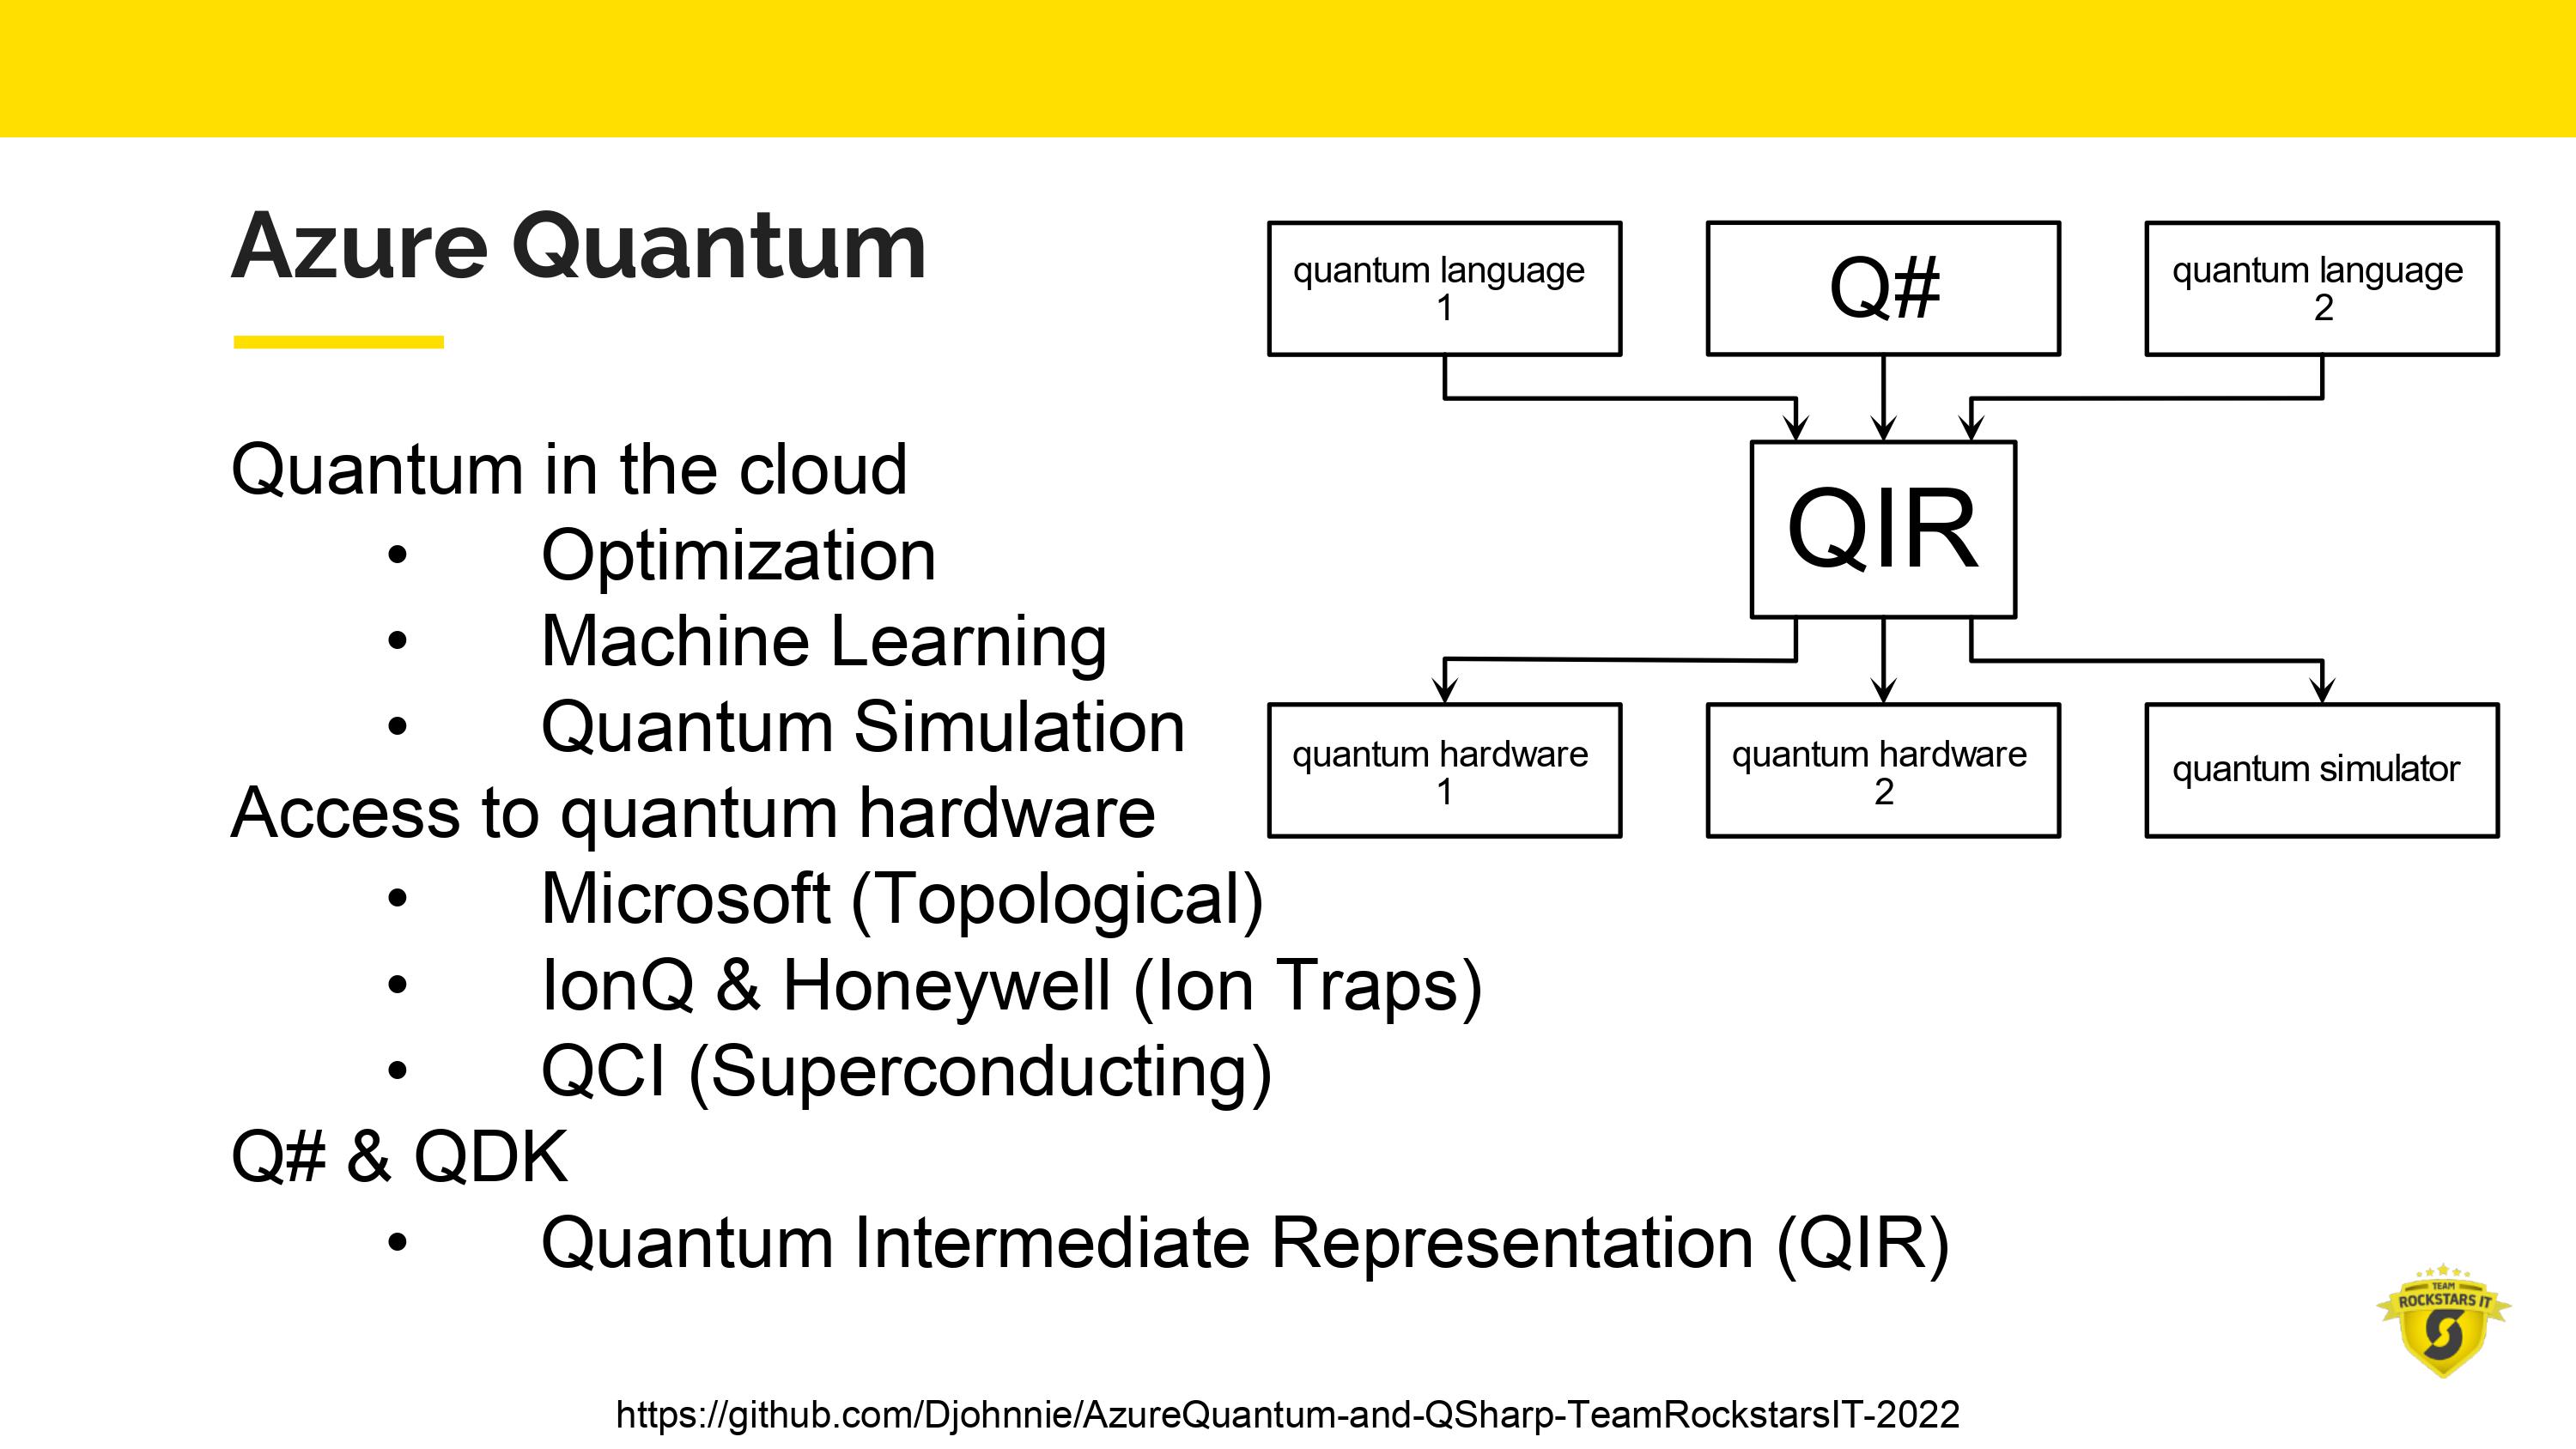 Azure Quantum
Quantum in the cloud
• Optimization
• Machine Learning
• Quantum Simulation
Access to quantum hardware
• Microsoft (Topological)
• IonQ & Honeywell (Ion Traps)
• QCI (Superconducting)
Q# & QDK
• Quantum Intermediate Representation (QIR)
quantum language
1
Q#
quantum language
2
QIR
quantum hardware
1
quantum hardware
2
quantum simulator
TEAM
ROCKSTARS IT
https://github.com/Djohnnie/AzureQuantum-and-QSharp-TeamRockstarsIT-2022